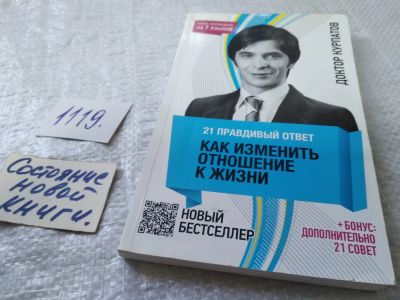 НА 7 ЯЗЫКОВ
ДОКТОР КУРПАТОВ
21 ПРАВДИВЫЙ ОТВЕТ
КАК ИЗМЕНИТЬ
ОТНОШЕНИЕ
К ЖИЗНИ
НОВЫЙ
БЕСТСЕЛЛЕР
+ БОНУС:
ДОПОЛНИТЕЛЬНО
21 СОВЕТ
1119.
Состояние
новой
книги.